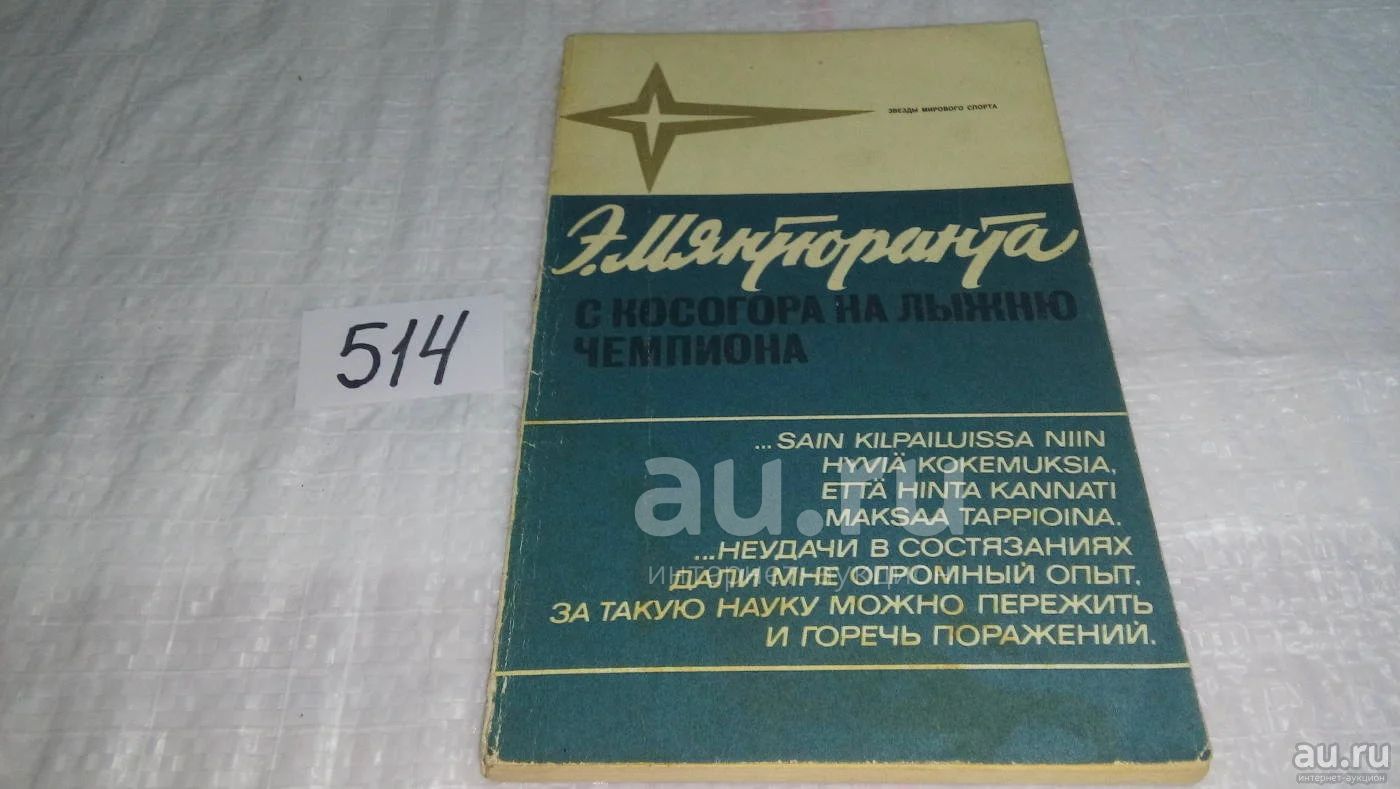 ЗВЕЗДЫ МИРОВОГО СПОРТА
Э. Мянтюранта
С КОСОГОРА НА ЛЫЖНЮ
ЧЕМПИОНА
514
...SAIN KILPAILUISSA NIIN
HYVIÄ KOKEMUKSIA,
ETTÄ HINTA KANNATI
MAKSAA TAPPIOINA.
...НЕУДАЧИ В СОСТЯЗАНИЯХ
ДАЛИ МНЕ ОГРОМНЫЙ ОПЫТ.
ЗА ТАКУЮ НАУКУ МОЖНО ПЕРЕЖИТЬ
И ГОРЕЧЬ ПОРАЖЕНИЙ.
au.ru
интернет-аукцион
au.ru
интернет-аукцион